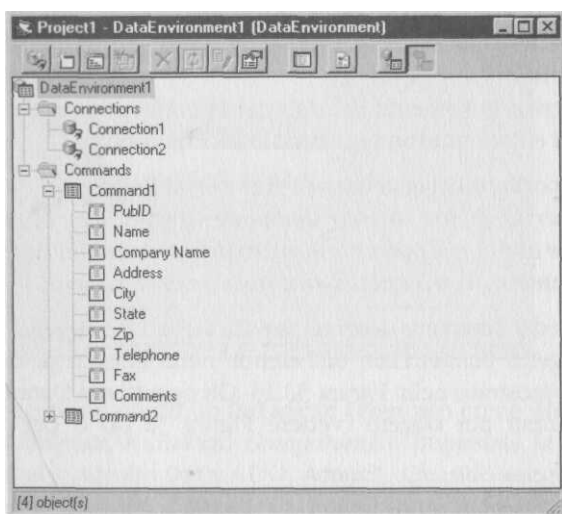 Project1 - DataEnvironment1 (DataEnvironment)
DataEnvironment1
Connections
Connection1
Connection2
Commands
Command1
PubID
Name
Company Name
Address
City
State
Zip
Telephone
Fax
Comments
Command2
[4] object(s)